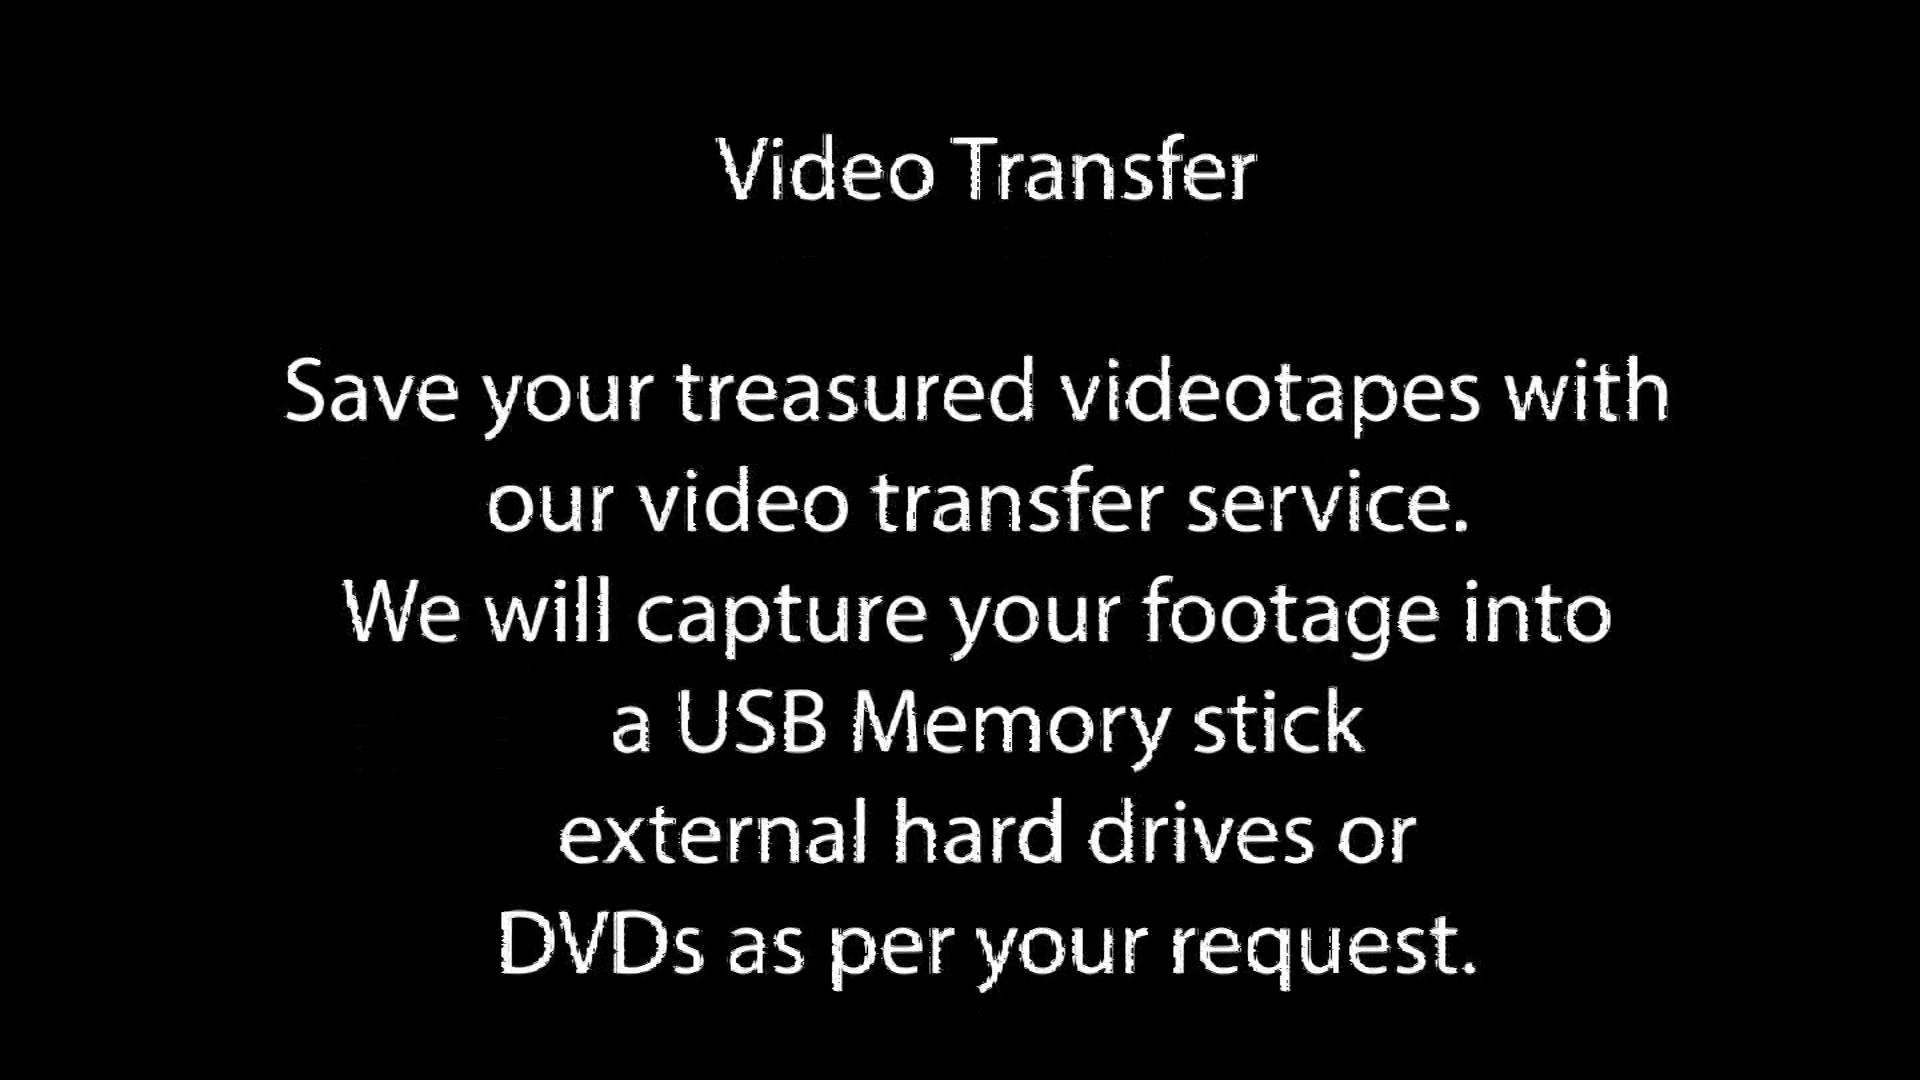 Video Transfer
Save your treasured videotapes with
our video transfer service.
We will capture your footage into
a USB Memory stick
external hard drives or
DVDs as per your request.